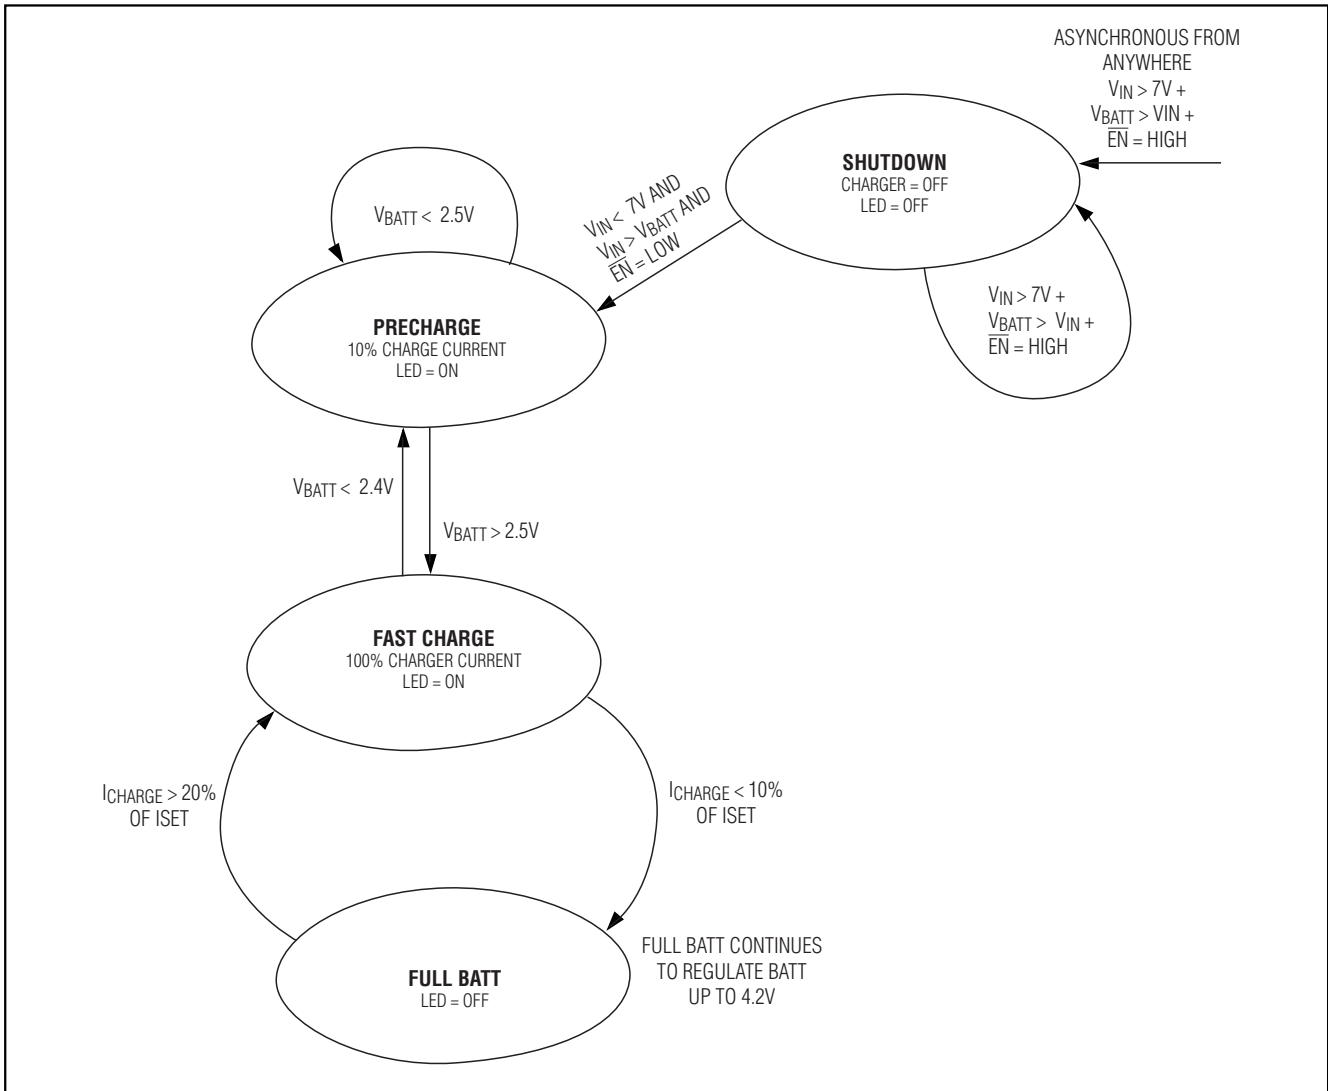 ASYNCHRONOUS FROM
ANYWHERE
VIN > 7V +
VBATT > VIN +
E̅N̅ = HIGH
SHUTDOWN
CHARGER = OFF
LED = OFF
VIN < 7V AND
VIN > VBATT AND
E̅N̅ = LOW
VIN > 7V +
VBATT > VIN +
E̅N̅ = HIGH
VBATT < 2.5V
PRECHARGE
10% CHARGE CURRENT
LED = ON
VBATT < 2.4V
VBATT > 2.5V
FAST CHARGE
100% CHARGER CURRENT
LED = ON
ICHARGE > 20%
OF ISET
ICHARGE < 10%
OF ISET
FULL BATT
LED = OFF
FULL BATT CONTINUES
TO REGULATE BATT
UP TO 4.2V